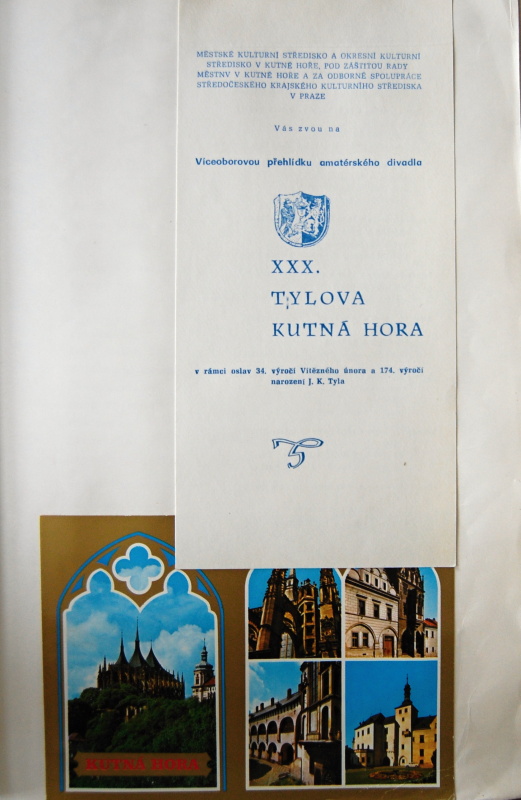 MĚSTSKÉ KULTURNÍ STŘEDISKO A OKRESNÍ KULTURNÍ
STŘEDISKO V KUTNÉ HOŘE, POD ZÁŠTITOU RADY
MĚSTNV V KUTNÉ HOŘE A ZA ODBORNÉ SPOLUPRÁCE
STŘEDOČESKÉHO KRAJSKÉHO KULTURNÍHO STŘEDISKA
V PRAZE
Vás zvou na
Víceoborovou přehlídku amatérského divadla
XXX.
TYLOVA
KUTNÁ HORA
v rámci oslav 34. výročí Vítězného února a 174. výročí
narození J. K. Tyla
KUTNÁ HORA